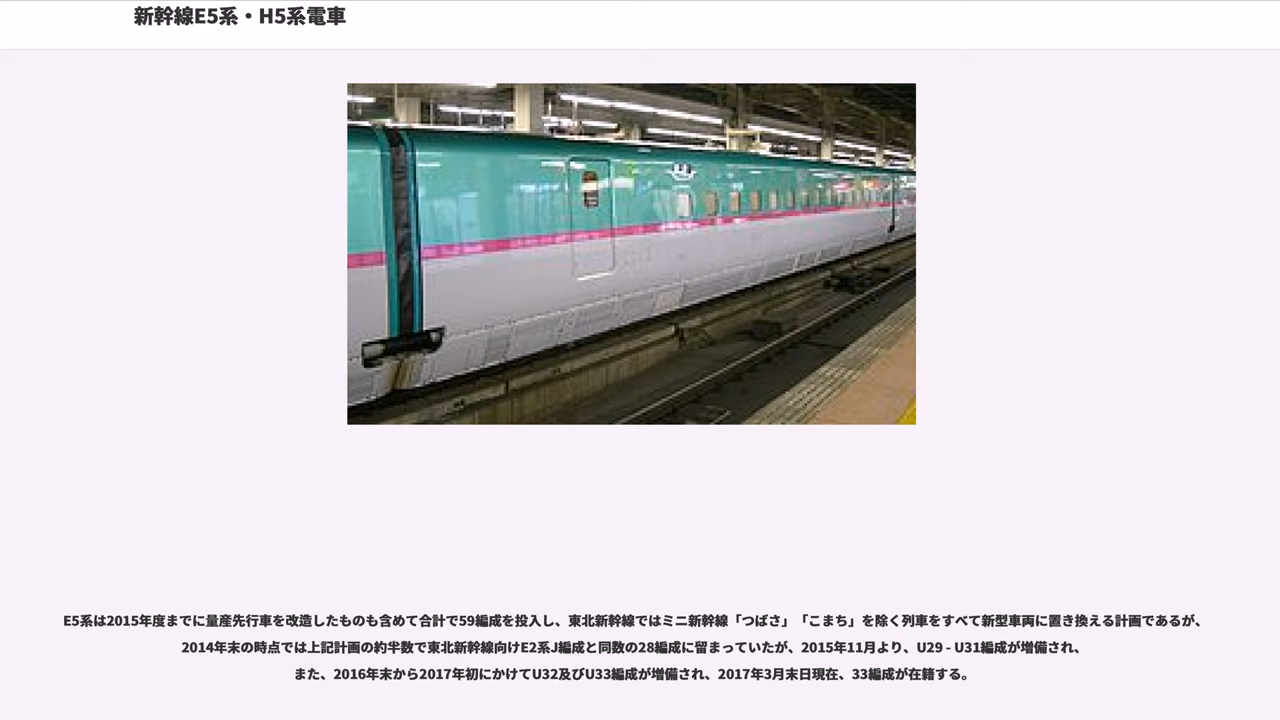 新幹線E5系・H5系電車
E5系は2015年度までに量産先行車を改造したものも含めて合計で59編成を投入し、東北新幹線ではミニ新幹線「つばさ」「こまち」を除く列車をすべて新型車両に置き換える計画であるが、
2014年末の時点では上記計画の約半数で東北新幹線向けE2系J編成と同数の28編成に留まっていたが、2015年11月より、U29 - U31編成が増備され、
また、2016年末から2017年初にかけてU32及びU33編成が増備され、2017年3月末日現在、33編成が在籍する。